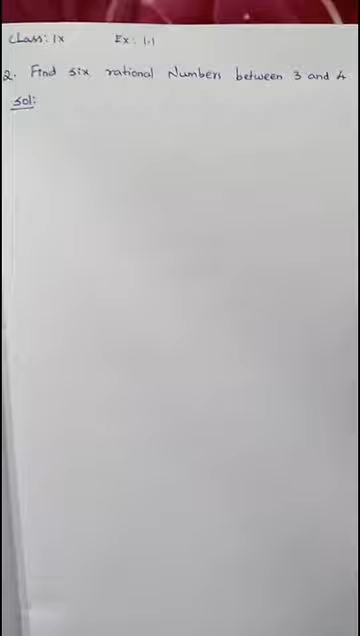 Class: IX Ex: 1.1
2. Find six rational Numbers between 3 and 4
Sol: